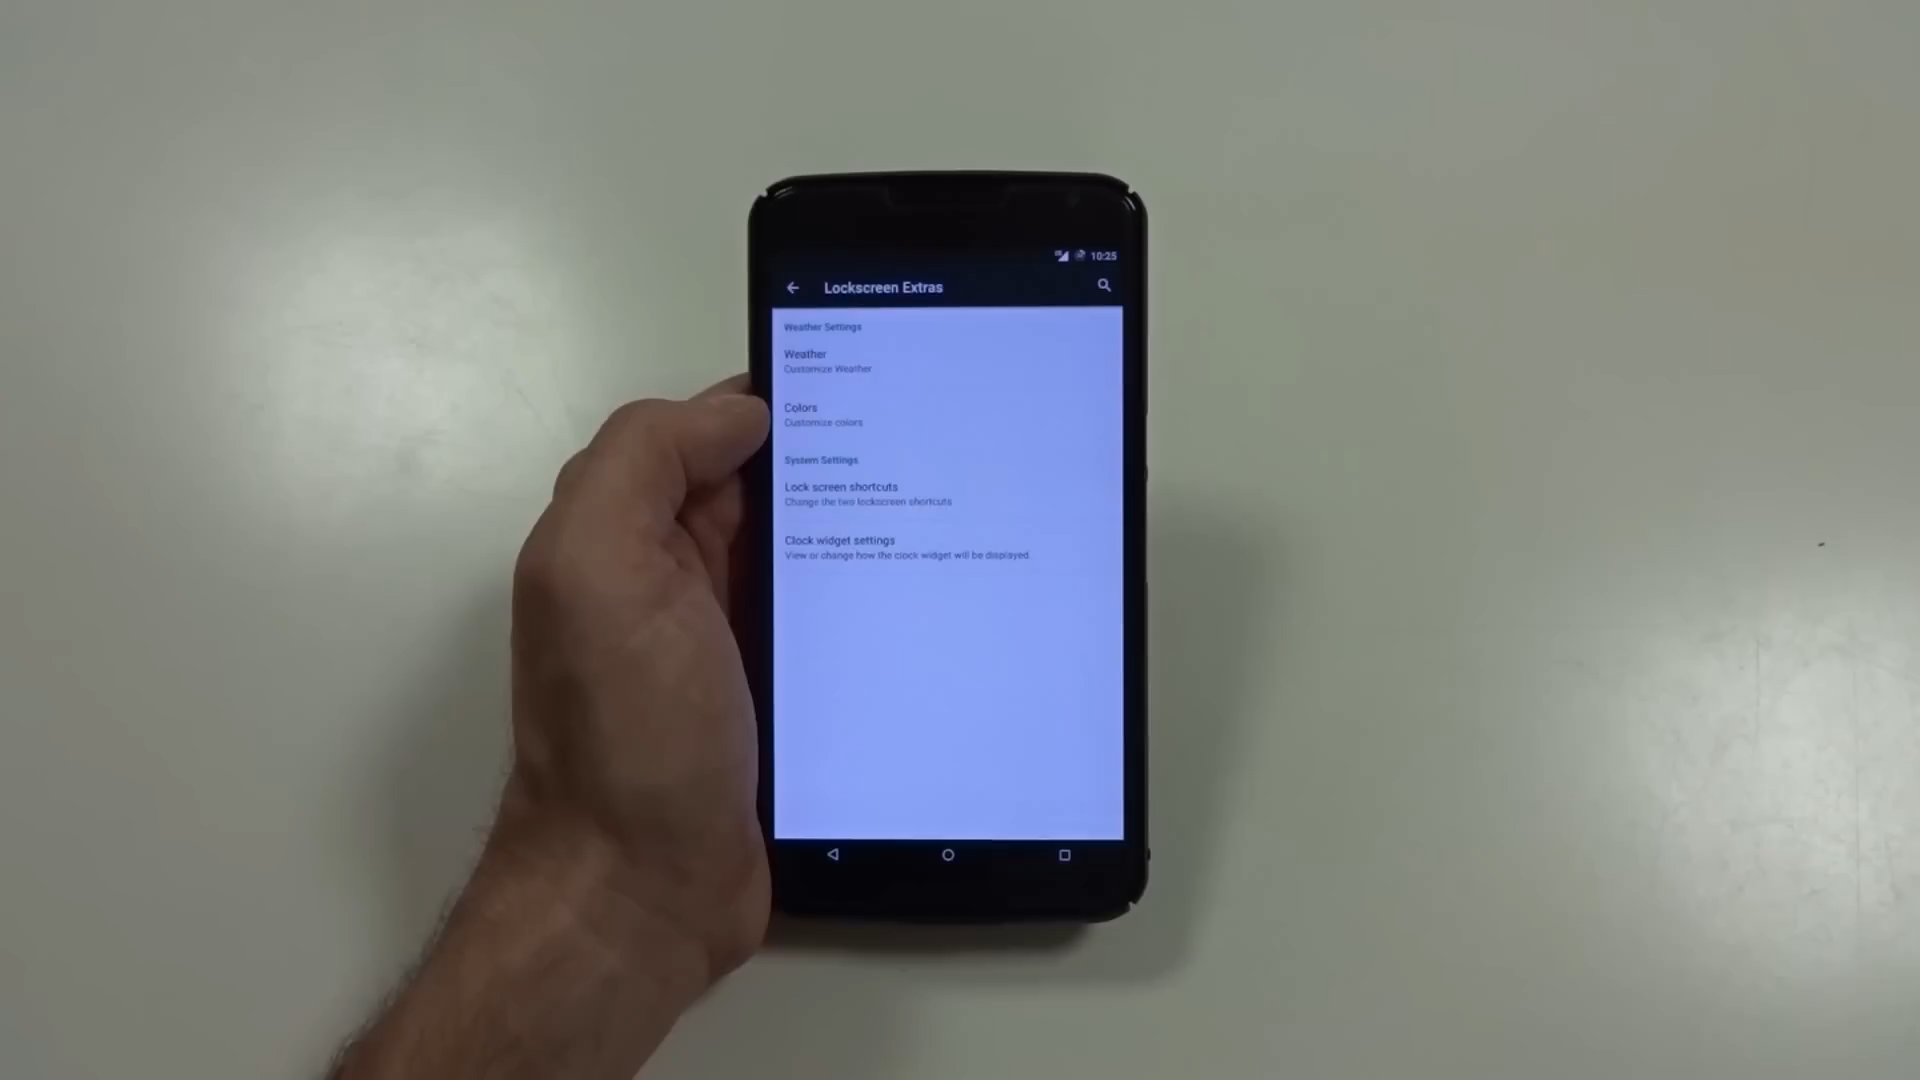 10:25
Lockscreen Extras
Weather Settings
Weather
Customize Weather
Colors
Customize colors
System Settings
Lock screen shortcuts
Change the two lockscreen shortcuts
Clock widget settings
View or change how the clock widget will be displayed